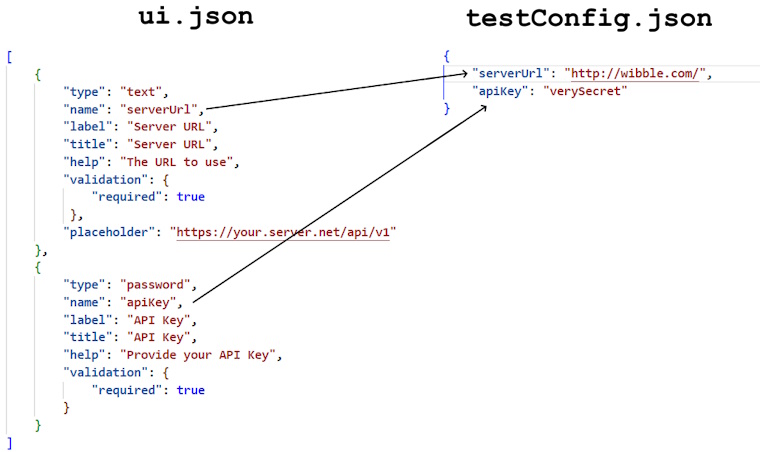 ui.json
[
{
"type": "text",
"name": "serverUrl",
"label": "Server URL",
"title": "Server URL",
"help": "The URL to use",
"validation": {
"required": true
},
"placeholder": "https://your.server.net/api/v1"
},
{
"type": "password",
"name": "apiKey",
"label": "API Key",
"title": "API Key",
"help": "Provide your API Key",
"validation": {
"required": true
}
}
]
testConfig.json
{
"serverUrl": "http://wibble.com/",
"apiKey": "verySecret"
}